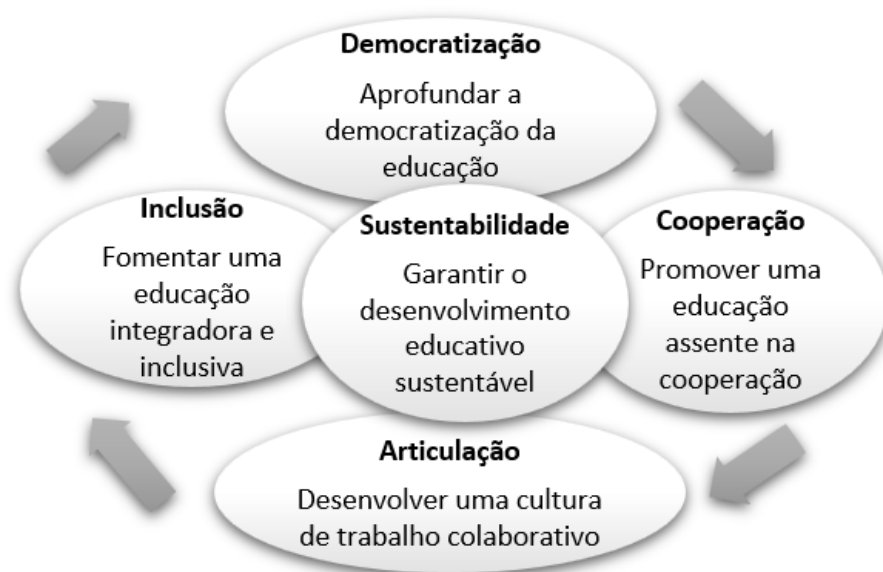 Democratização
Aprofundar a
democratização da
educação
Inclusão
Fomentar uma
educação
integradora e
inclusiva
Sustentabilidade
Garantir o
desenvolvimento
educativo
sustentável
Cooperação
Promover uma
educação
assente na
cooperação
Articulação
Desenvolver uma cultura
de trabalho colaborativo